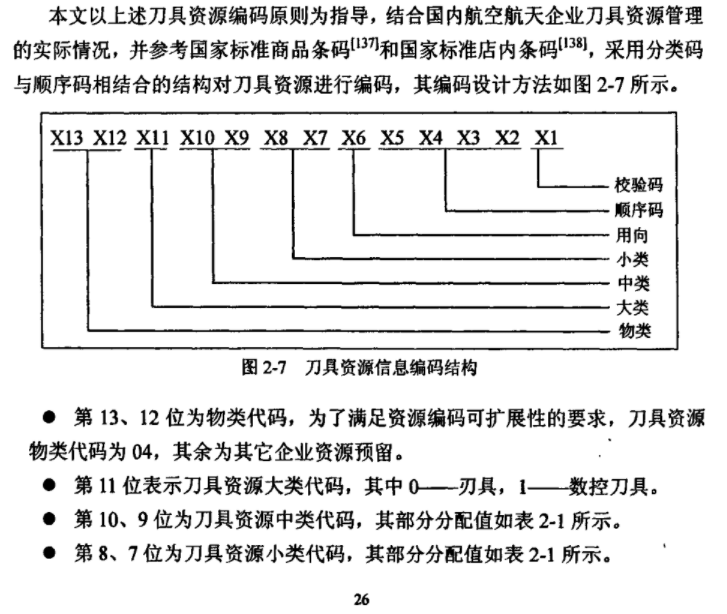 本文以上述刀具资源编码原则为指导，结合国内航空航天企业刀具资源管理
的实际情况，并参考国家标准商品条码[137]和国家标准店内条码[138]，采用分类码
与顺序码相结合的结构对刀具资源进行编码，其编码设计方法如图 2-7 所示。
X13 X12 X11 X10 X9 X8 X7 X6 X5 X4 X3 X2 X1
校验码
顺序码
用向
小类
中类
大类
物类
图 2-7 刀具资源信息编码结构
● 第 13、12 位为物类代码，为了满足资源编码可扩展性的要求，刀具资源
物类代码为 04，其余为其它企业资源预留。
● 第 11 位表示刀具资源大类代码，其中 0——刃具，1——数控刀具。
● 第 10、9 位为刀具资源中类代码，其部分分配值如表 2-1 所示。
● 第 8、7 位为刀具资源小类代码，其部分分配值如表 2-1 所示。
26